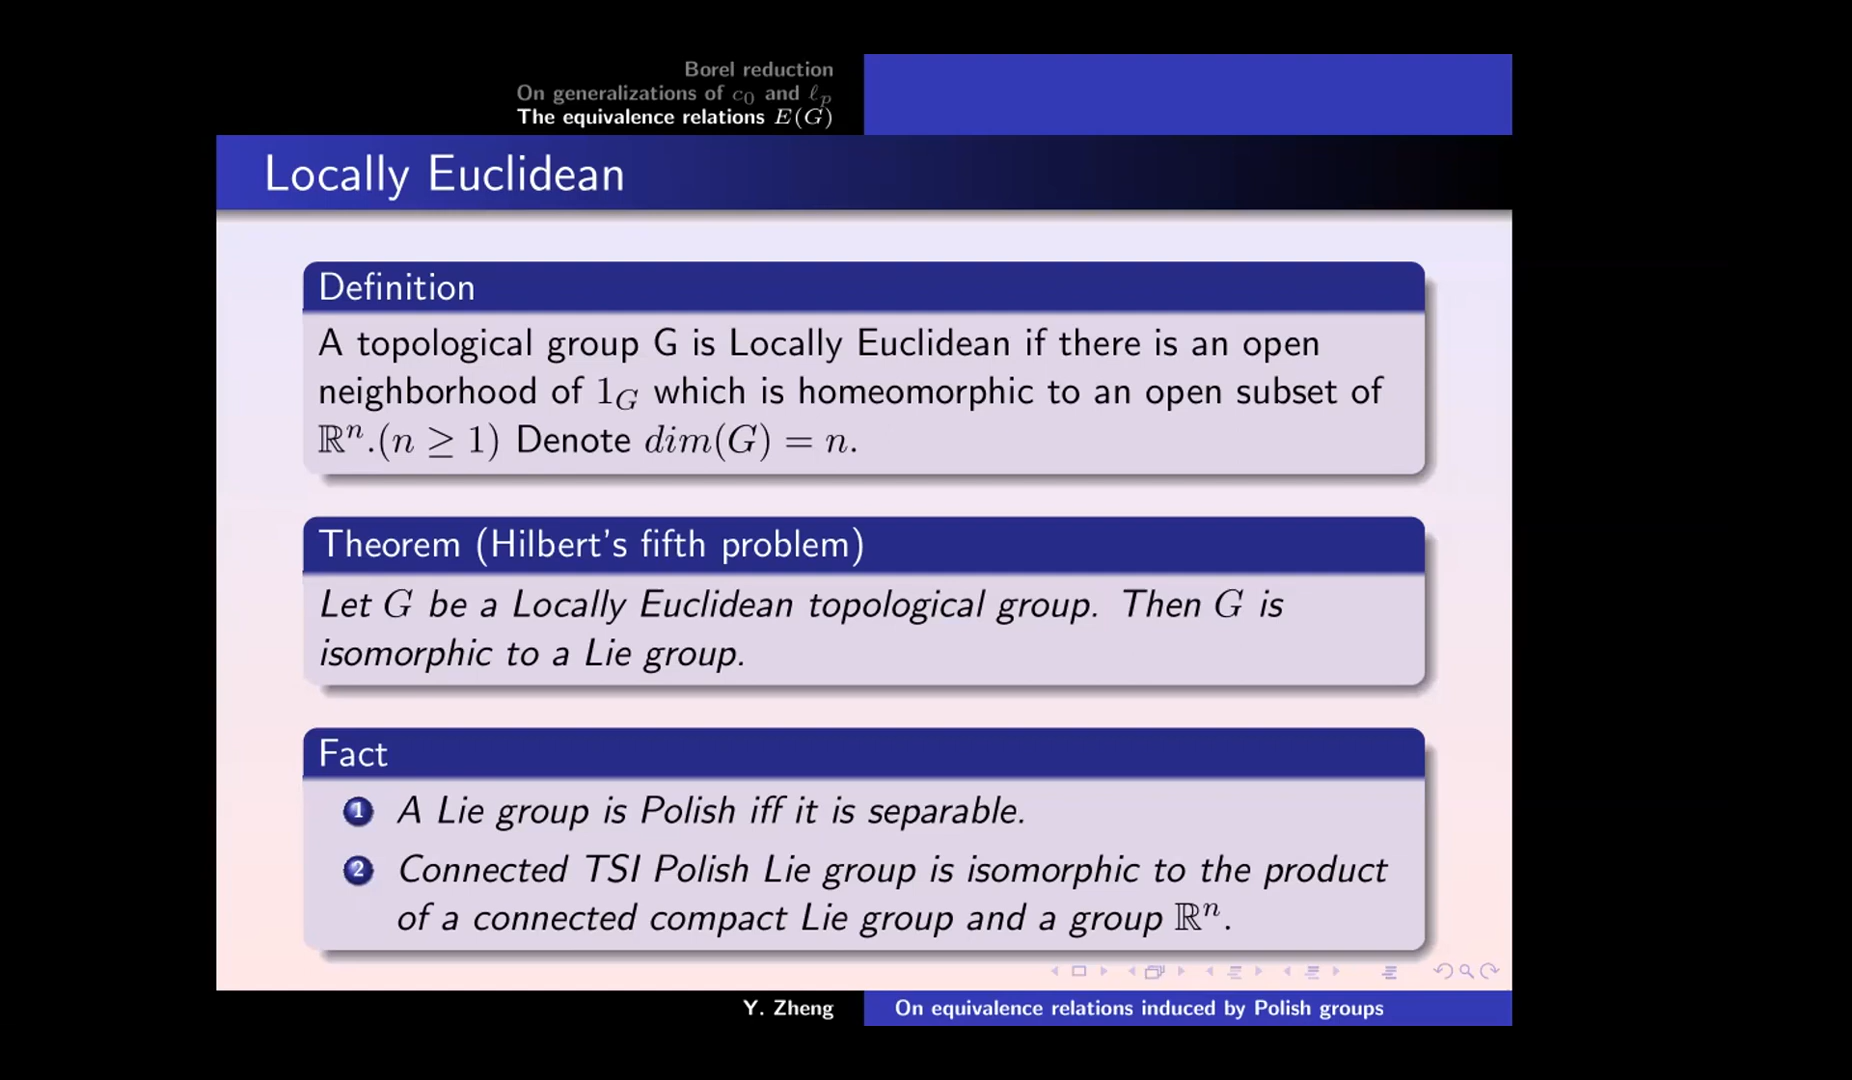 Borel reduction
On generalizations of c₀ and ℓₚ
The equivalence relations E(G)
Locally Euclidean
Definition
A topological group G is Locally Euclidean if there is an open
neighborhood of 1_G which is homeomorphic to an open subset of
ℝⁿ.(n ≥ 1) Denote dim(G) = n.
Theorem (Hilbert's fifth problem)
Let G be a Locally Euclidean topological group. Then G is
isomorphic to a Lie group.
Fact
1 A Lie group is Polish iff it is separable.
2 Connected TSI Polish Lie group is isomorphic to the product
of a connected compact Lie group and a group ℝⁿ.
Y. Zheng
On equivalence relations induced by Polish groups